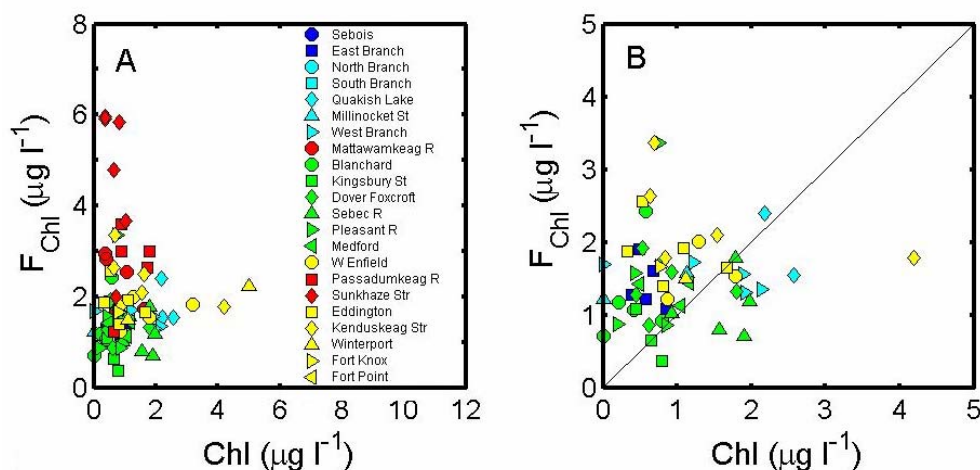 A
Sebois
East Branch
North Branch
South Branch
Quakish Lake
Millinocket St
West Branch
Mattawamkeag R
Blanchard
Kingsbury St
Dover Foxcroft
Sebec R
Pleasant R
Medford
W Enfield
Passadumkeag R
Sunkhaze Str
Eddington
Kenduskeag Str
Winterport
Fort Knox
Fort Point
F_Chl (μg l⁻¹)
8
6
4
2
0
0 2 4 6 8 10 12
Chl (μg l⁻¹)
B
F_Chl (μg l⁻¹)
5
4
3
2
1
0
0 1 2 3 4 5
Chl (μg l⁻¹)